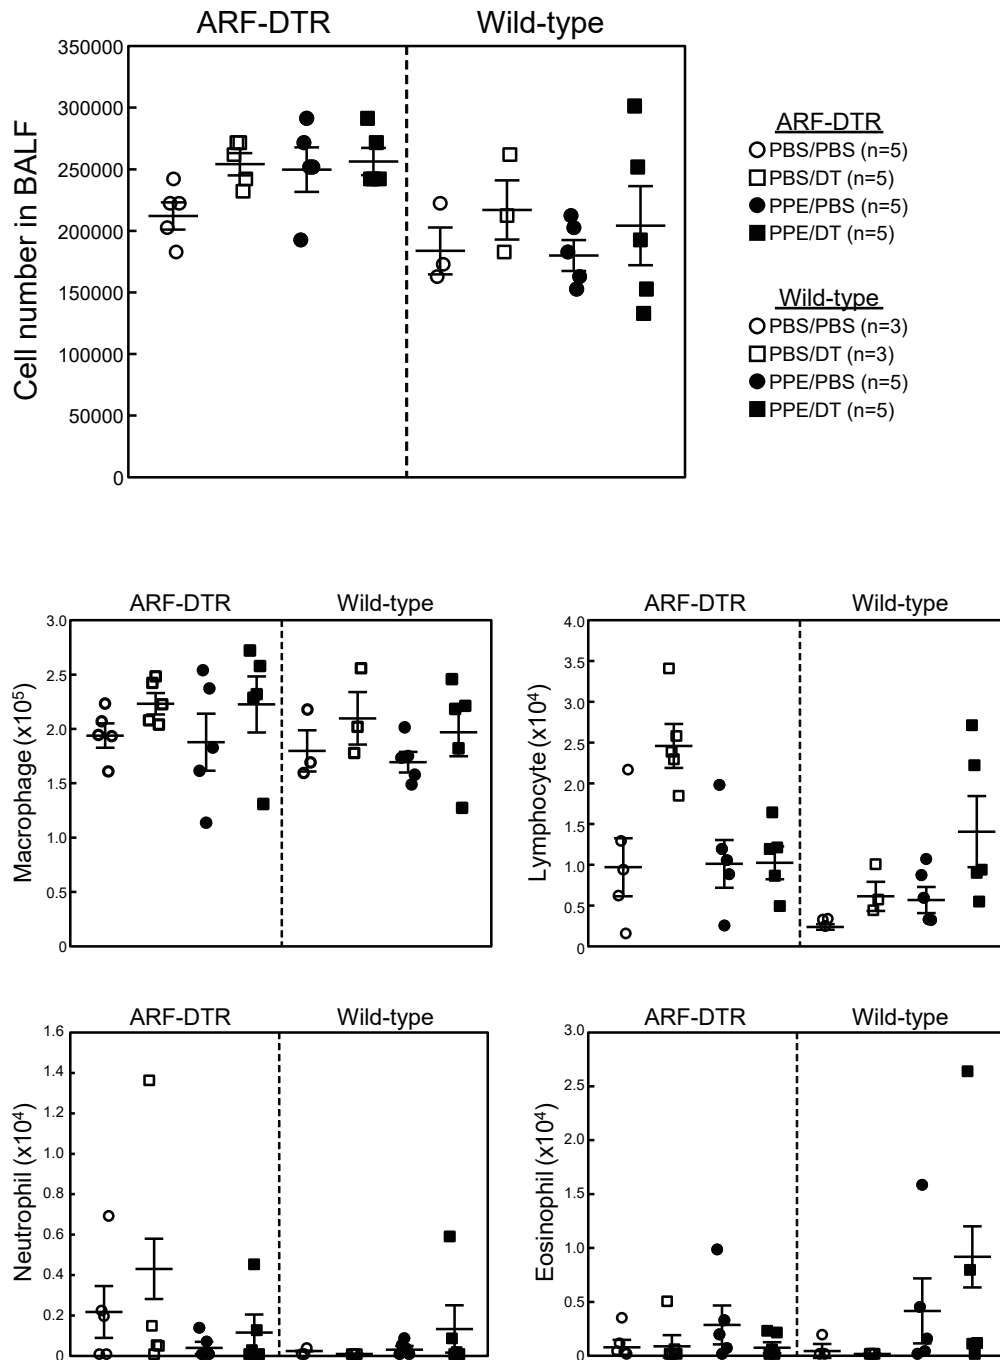 ARF-DTR Wild-type
Cell number in BALF
350000
300000
250000
200000
150000
100000
50000
0
ARF-DTR
PBS/PBS (n=5)
PBS/DT (n=5)
PPE/PBS (n=5)
PPE/DT (n=5)
Wild-type
PBS/PBS (n=3)
PBS/DT (n=3)
PPE/PBS (n=5)
PPE/DT (n=5)
ARF-DTR Wild-type
Macrophage (x10⁵)
3.0
2.5
2.0
1.5
1.0
0.5
0
ARF-DTR Wild-type
Lymphocyte (x10⁴)
4.0
3.5
3.0
2.5
2.0
1.5
1.0
0.5
0
ARF-DTR Wild-type
Neutrophil (x10⁴)
1.6
1.4
1.2
1.0
0.8
0.6
0.4
0.2
0
ARF-DTR Wild-type
Eosinophil (x10⁴)
3.0
2.5
2.0
1.5
1.0
0.5
0